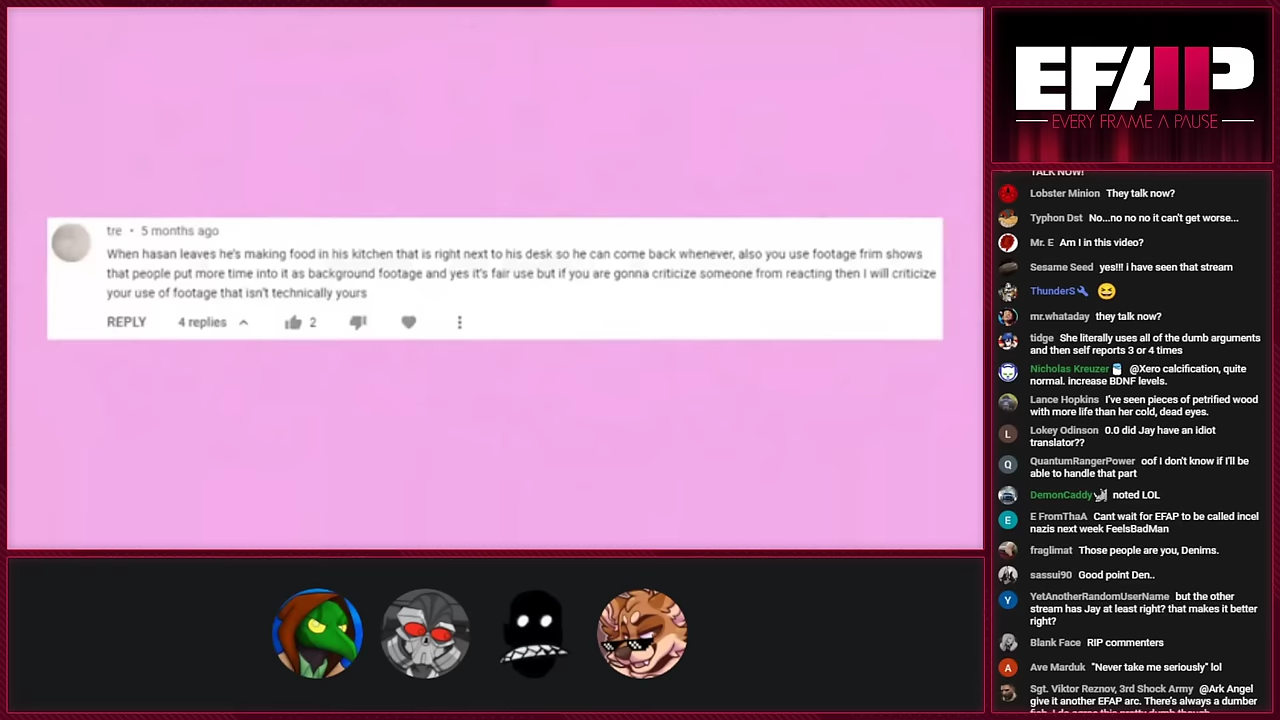 tre • 5 months ago
When hasan leaves he's making food in his kitchen that is right next to his desk so he can come back whenever, also you use footage frim shows
that people put more time into it as background footage and yes it's fair use but if you are gonna criticize someone from reacting then I will criticize
your use of footage that isn't technically yours
REPLY 4 replies 2
EFAP
EVERY FRAME A PAUSE
TALK NOW!
Lobster Minion They talk now?
Typhon Dst No...no no no it can't get worse...
Mr. E Am I in this video?
Sesame Seed yes!!! i have seen that stream
ThunderS
mr.whataday they talk now?
tidge She literally uses all of the dumb arguments
and then self reports 3 or 4 times
Nicholas Kreuzer @Xero calcification, quite
normal. increase BDNF levels.
Lance Hopkins I've seen pieces of petrified wood
with more life than her cold, dead eyes.
L Lokey Odinson 0.0 did Jay have an idiot
translator??
Q QuantumRangerPower oof I don't know if I'll be
able to handle that part
DemonCaddy noted LOL
E E FromThaA Cant wait for EFAP to be called incel
nazis next week FeelsBadMan
fraglimat Those people are you, Denims.
sassui90 Good point Den..
Y YetAnotherRandomUserName but the other
stream has Jay at least right? that makes it better
right?
Blank Face RIP commenters
A Ave Marduk "Never take me seriously" lol
Sgt. Viktor Reznov, 3rd Shock Army @Ark Angel
give it another EFAP arc. There's always a dumber